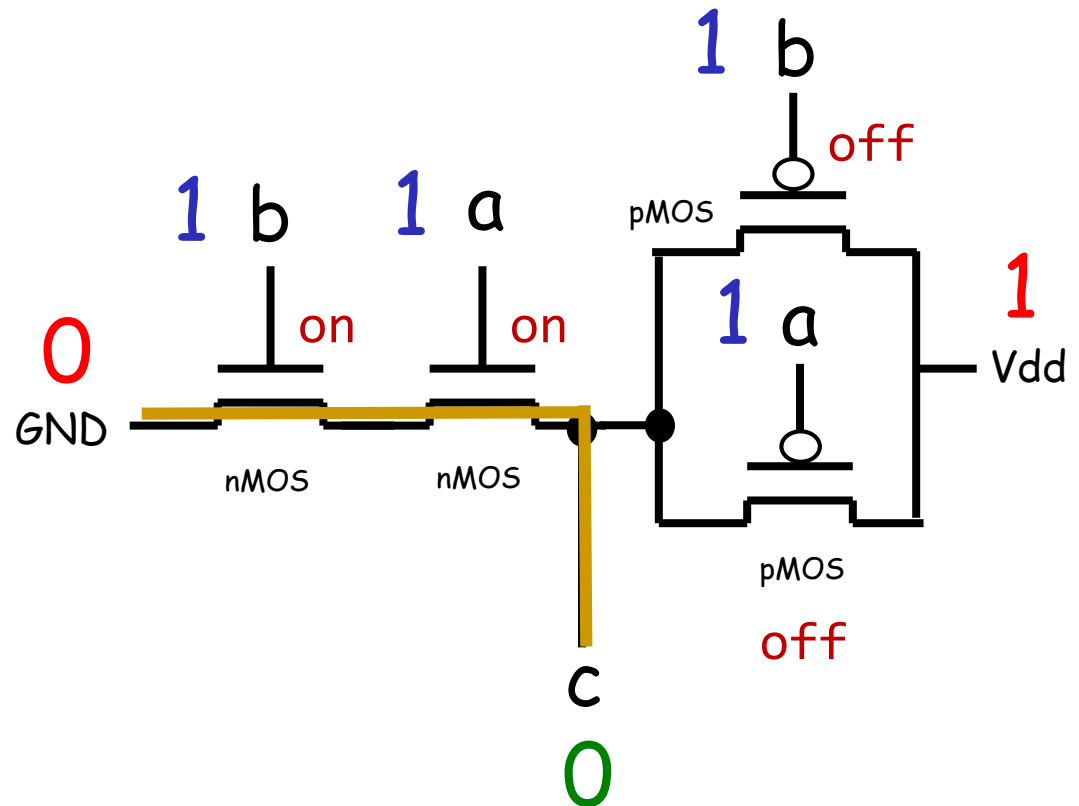 1 b
off
pMOS
1 b
1 a
on
on
0
GND
nMOS
nMOS
1 a
1
Vdd
pMOS
off
c
0